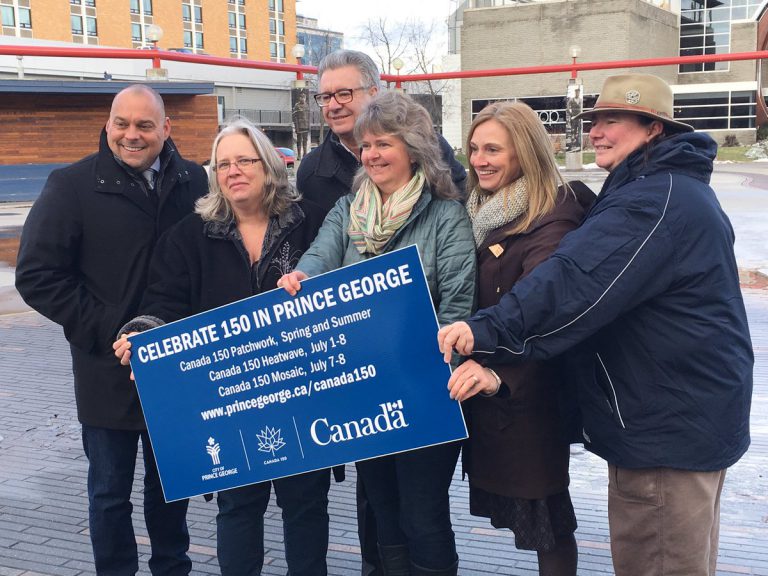 CELEBRATE 150 IN PRINCE GEORGE
Canada 150 Patchwork, Spring and Summer
Canada 150 Heatwave, July 1-8
Canada 150 Mosaic, July 7-8
www.princegeorge.ca/canada150
CITY OF
PRINCE GEORGE
CANADA 150
Canada